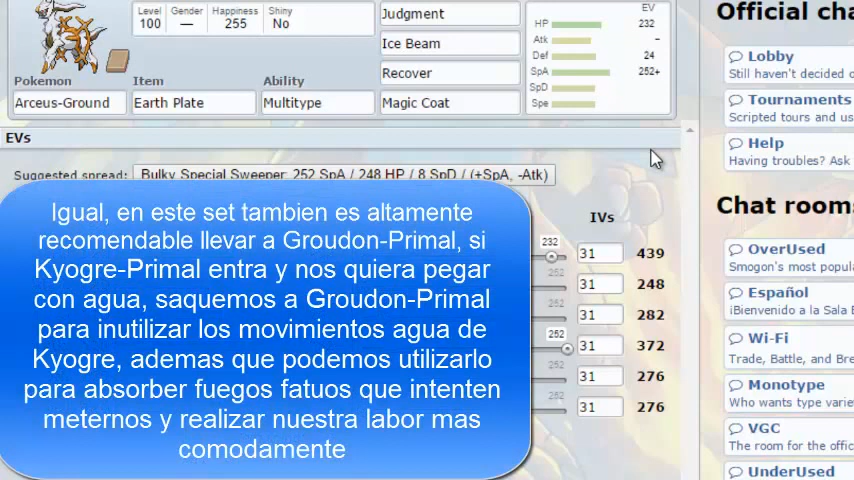 Official cha
Level Gender Happiness Shiny
100 — 255 No
Judgment
Ice Beam
Recover
Magic Coat
EV
HP 232
Atk -
Def 24
SpA 252+
SpD
Spe
Pokemon Item Ability
Arceus-Ground Earth Plate Multitype
EVs
Suggested spread: Bulky Special Sweeper: 252 SpA / 248 HP / 8 SpD / (+SpA, -Atk)
IVs
232 31 439
252 31 248
252 31 282
252 31 372
252 31 276
252 31 276
Igual, en este set tambien es altamente
recomendable llevar a Groudon-Primal, si
Kyogre-Primal entra y nos quiera pegar
con agua, saquemos a Groudon-Primal
para inutilizar los movimientos agua de
Kyogre, ademas que podemos utilizarlo
para absorber fuegos fatuos que intenten
meternos y realizar nuestra labor mas
comodamente
Lobby
Still haven't decided o
Tournaments
Scripted tours and us
Help
Having troubles? Ask
Chat room
OverUsed
Smogon's most popula
Español
¡Bienvenido a la Sala E
Wi-Fi
Trade, Battle, and Bre
Monotype
Who wants type varie
VGC
The room for the offic
UnderUsed